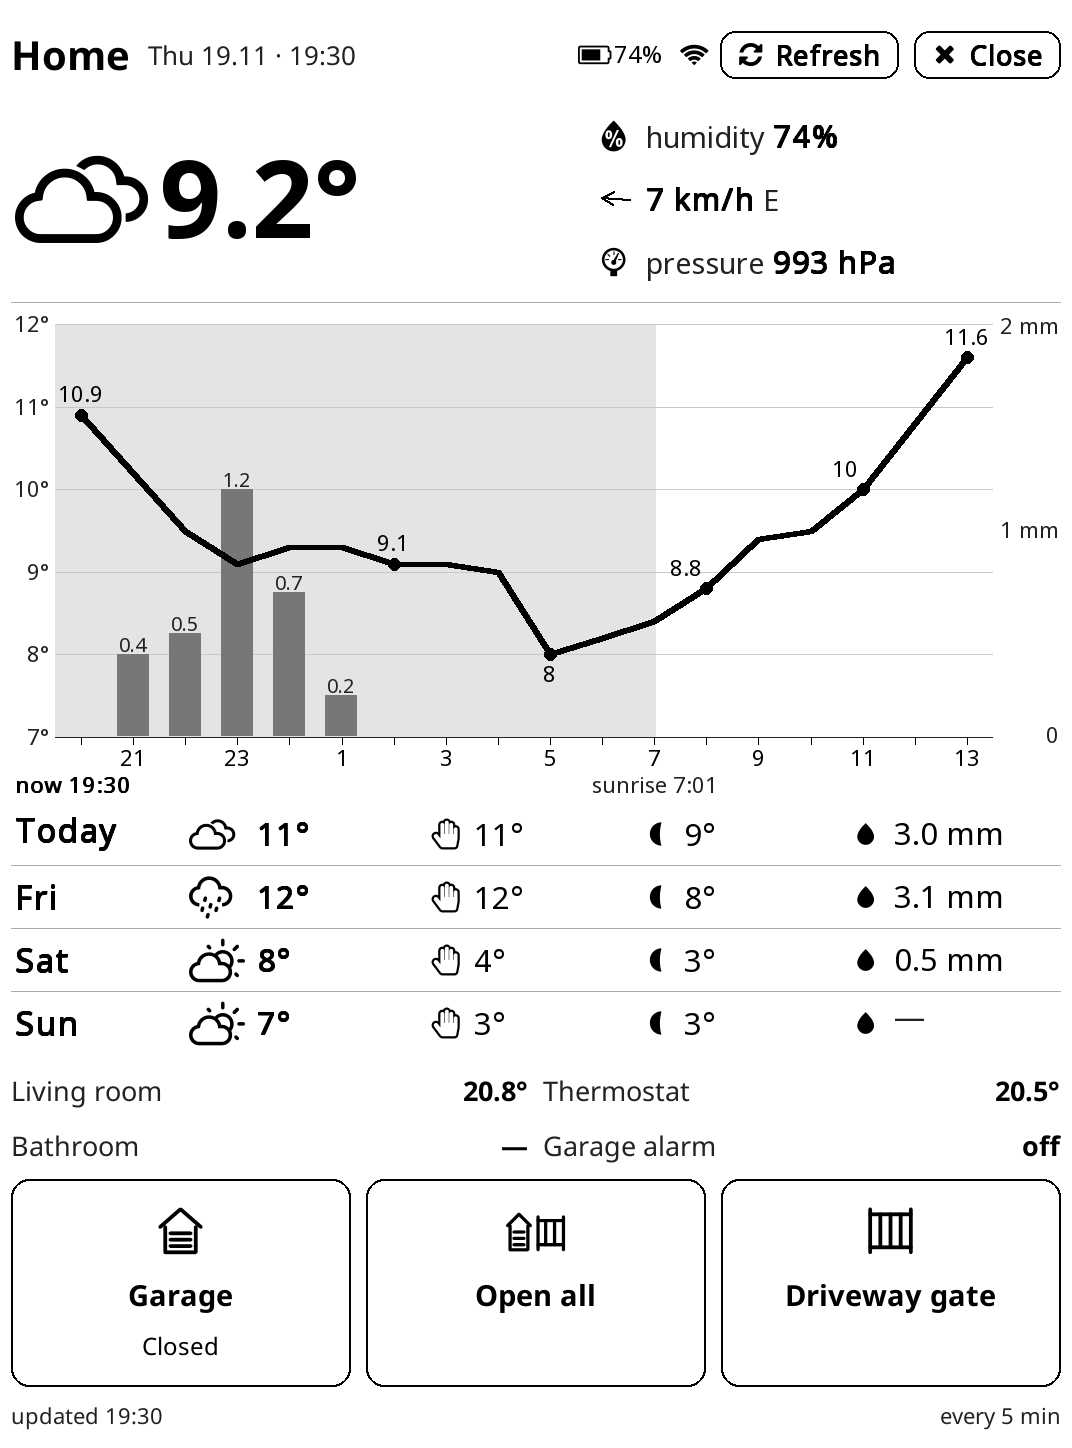 Home Thu 19.11 · 19:30 74% Refresh Close
humidity 74%
9.2°
7 km/h E
pressure 993 hPa
12° 2 mm
11.6
10.9
11°
10
1.2
10°
1 mm
9.1
8.8
9°
0.7
0.5
0.4
8°
8
0.2
7° 0
21 23 1 3 5 7 9 11 13
now 19:30 sunrise 7:01
Today 11° 11° 9° 3.0 mm
Fri 12° 12° 8° 3.1 mm
Sat 8° 4° 3° 0.5 mm
Sun 7° 3° 3° —
Living room 20.8° Thermostat 20.5°
Bathroom — Garage alarm off
Garage Open all Driveway gate
Closed
updated 19:30 every 5 min